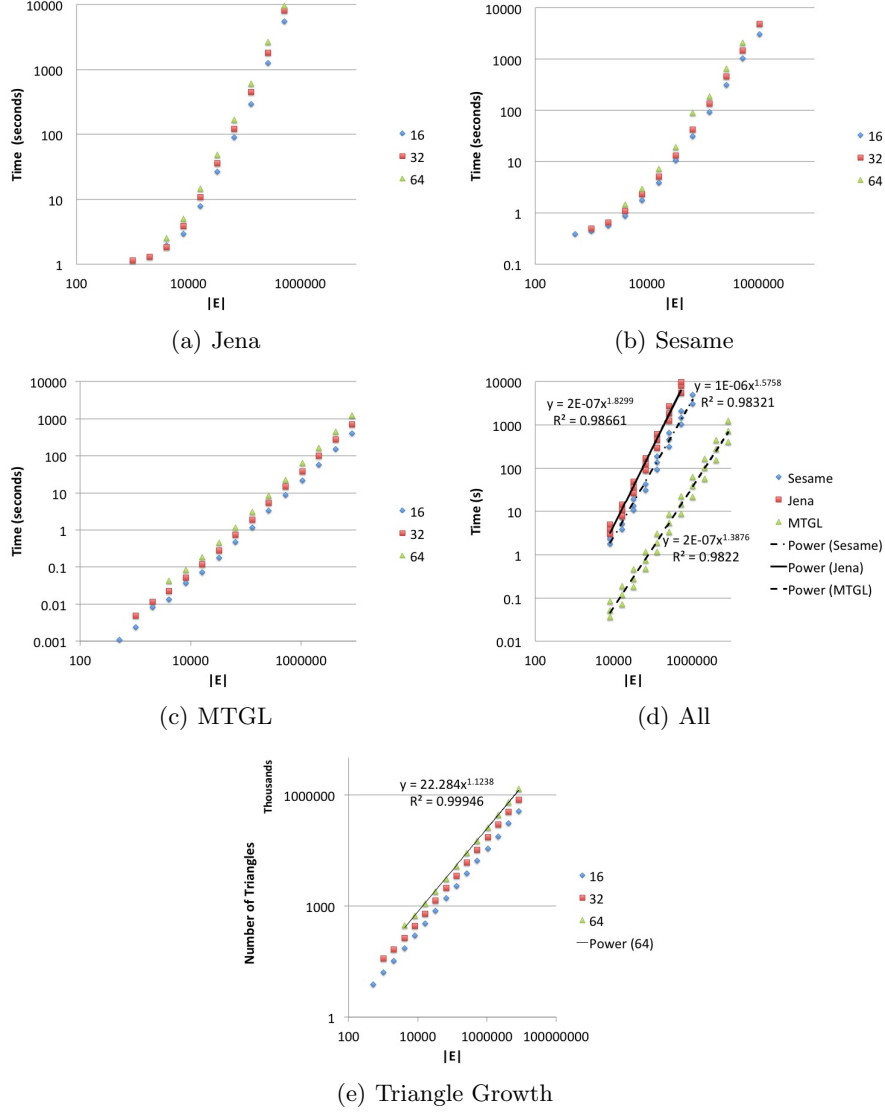 10000
1000
100
10
1
Time (seconds)
100
10000
1000000
|E|
16
32
64
(a) Jena
10000
1000
100
10
1
0.1
Time (seconds)
100
10000
1000000
|E|
16
32
64
(b) Sesame
10000
1000
100
10
1
0.1
0.01
0.001
Time (seconds)
100
10000
1000000
|E|
16
32
64
(c) MTGL
10000
1000
100
10
1
0.1
0.01
Time (s)
100
10000
1000000
|E|
y = 2E-07x^1.8299
R² = 0.98661
y = 1E-06x^1.5758
R² = 0.98321
y = 2E-07x^1.3876
R² = 0.9822
Sesame
Jena
MTGL
Power (Sesame)
Power (Jena)
Power (MTGL)
(d) All
Thousands
Number of Triangles
1000000
1000
1
100
10000
1000000
100000000
|E|
y = 22.284x^1.1238
R² = 0.99946
16
32
64
Power (64)
(e) Triangle Growth